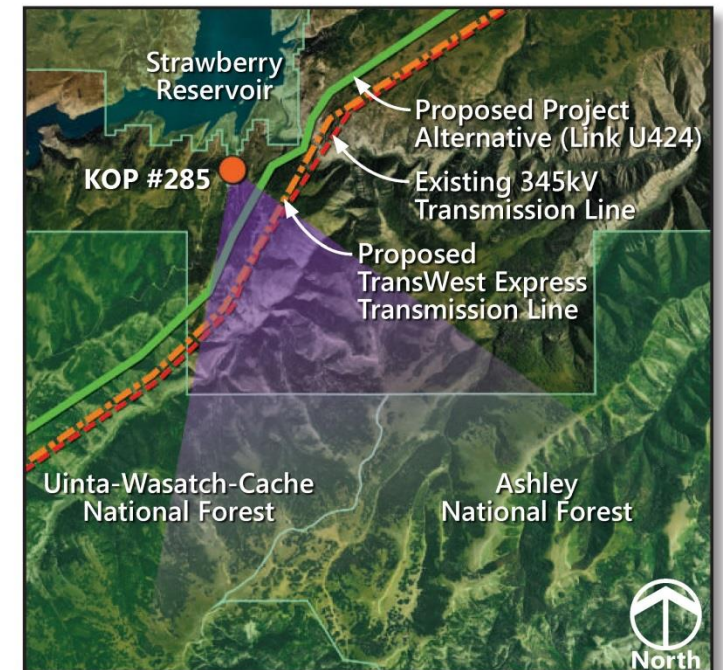 Strawberry
Reservoir
Proposed Project
Alternative (Link U424)
KOP #285
Existing 345kV
Transmission Line
Proposed
TransWest Express
Transmission Line
Uinta-Wasatch-Cache
National Forest
Ashley
National Forest
North